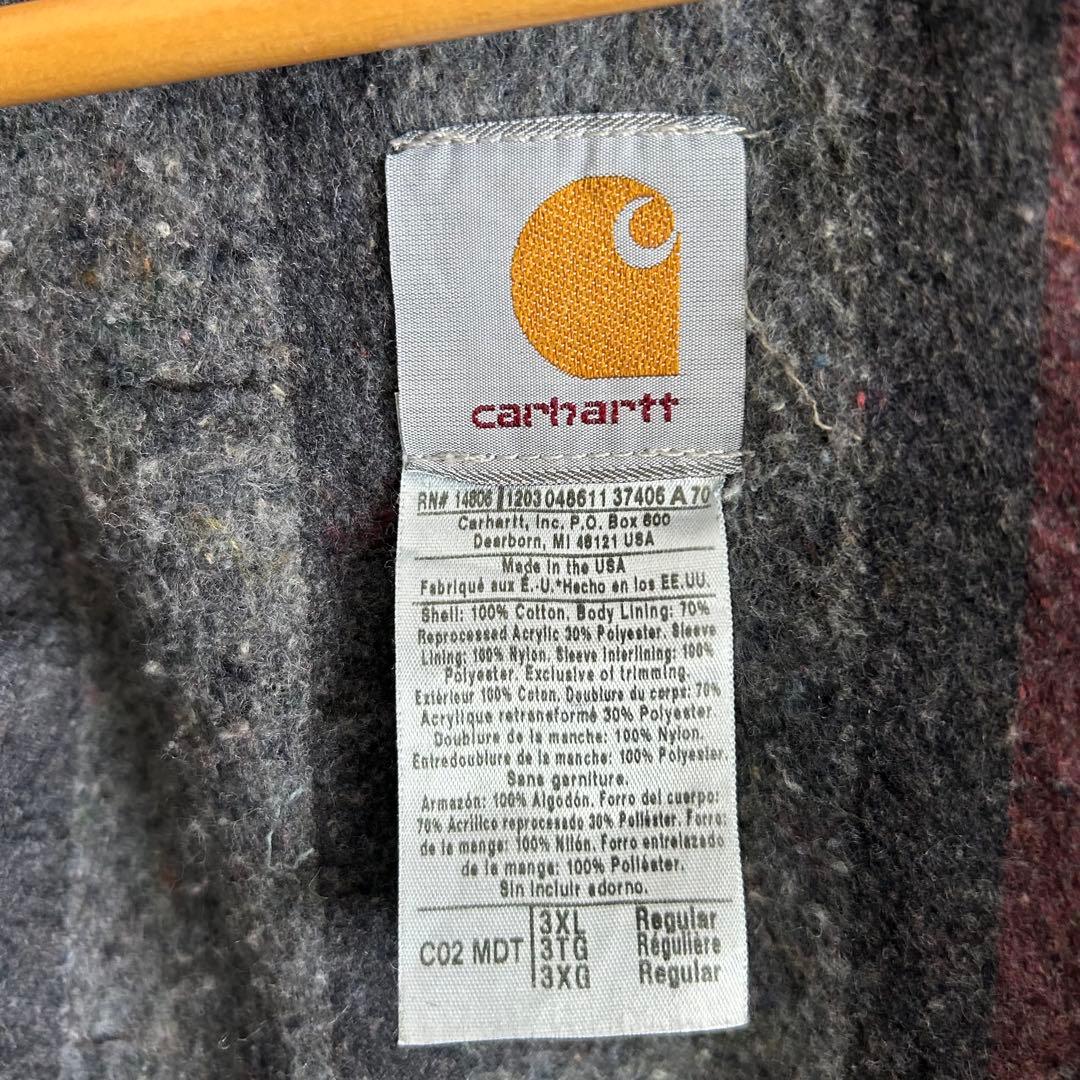 carhartt
RN# 14806 1203 048611 37406 A 70
Carhartt, Inc. P.O. Box 600
Dearborn, MI 48121 USA
Made in the USA
Fabriqué aux É.-U.*Hecho en los EE.UU.
Shell: 100% Cotton. Body Lining: 70%
Reprocessed Acrylic 30% Polyester. Sleeve
Lining: 100% Nylon. Sleeve Interlining: 100%
Polyester. Exclusive of trimming.
Extérieur 100% Coton. Doublure du corps: 70%
Acrylique retransformé 30% Polyester.
Doublure de la manche: 100% Nylon.
Entredoublure de la manche: 100% Polyester.
Sans garniture.
Armazón: 100% Algodón. Forro del cuerpo:
70% Acrílico reprocesado 30% Poliéster. Forro
de la manga: 100% Nilón. Forro entrelazado
de la manga: 100% Poliéster.
Sin incluir adorno.
C02 MDT
3XL Regular
3TG Régulière
3XG Regular